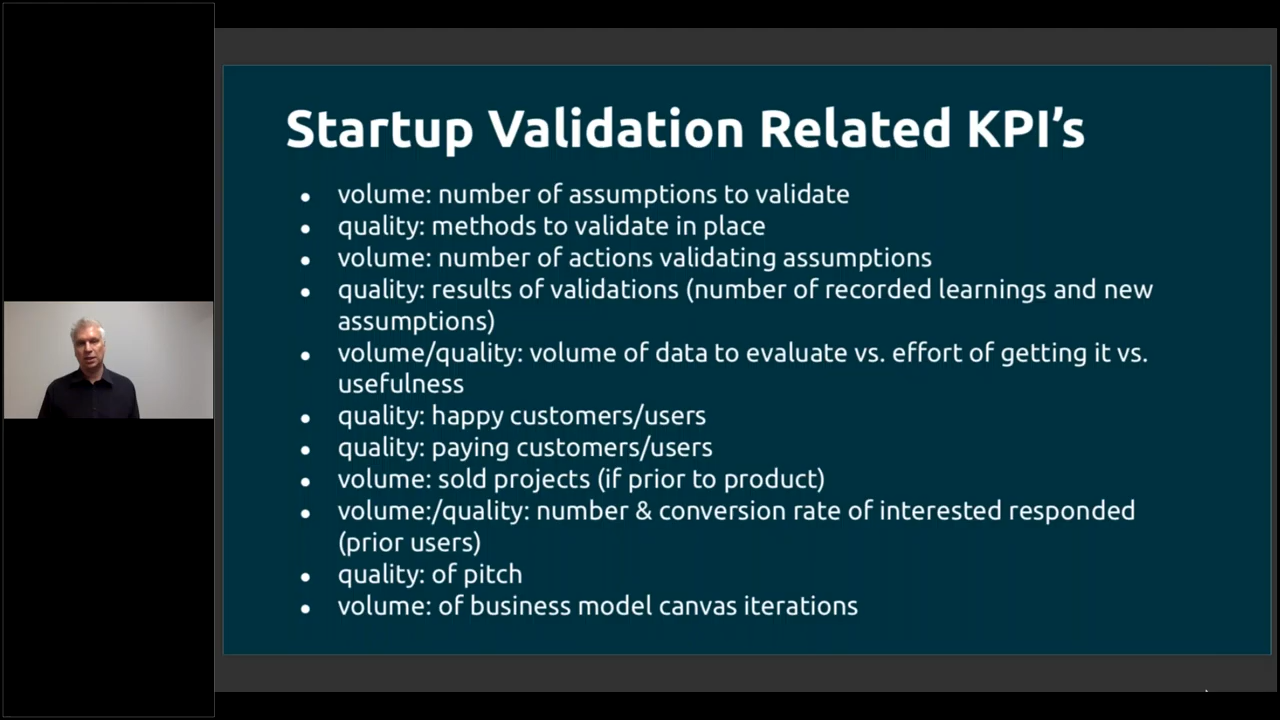 Startup Validation Related KPI's
• volume: number of assumptions to validate
• quality: methods to validate in place
• volume: number of actions validating assumptions
• quality: results of validations (number of recorded learnings and new
assumptions)
• volume/quality: volume of data to evaluate vs. effort of getting it vs.
usefulness
• quality: happy customers/users
• quality: paying customers/users
• volume: sold projects (if prior to product)
• volume:/quality: number & conversion rate of interested responded
(prior users)
• quality: of pitch
• volume: of business model canvas iterations